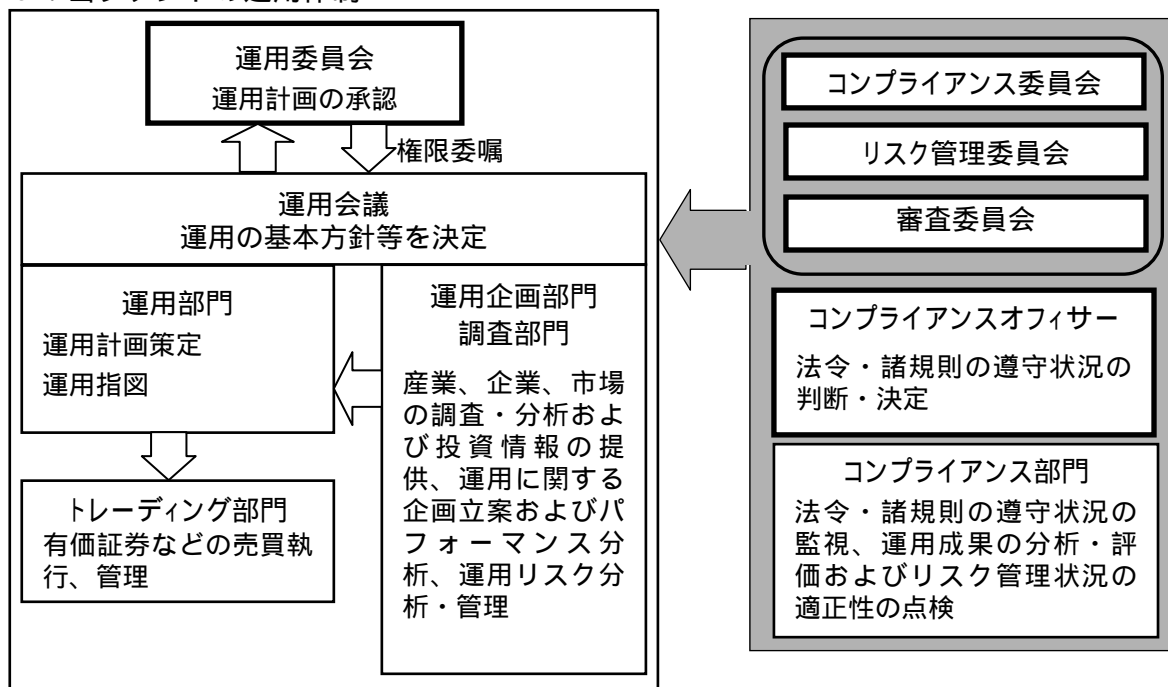 運用委員会
運用計画の承認
権限委嘱
運用会議
運用の基本方針等を決定
運用部門
運用計画策定
運用指図
運用企画部門
調査部門
産業、企業、市場
の調査・分析およ
び投資情報の提
供、運用に関する
企画立案およびパ
フォーマンス分
析、運用リスク分
析・管理
トレーディング部門
有価証券などの売買執
行、管理
コンプライアンス委員会
リスク管理委員会
審査委員会
コンプライアンスオフィサー
法令・諸規則の遵守状況の
判断・決定
コンプライアンス部門
法令・諸規則の遵守状況の
監視、運用成果の分析・評
価およびリスク管理状況の
適正性の点検